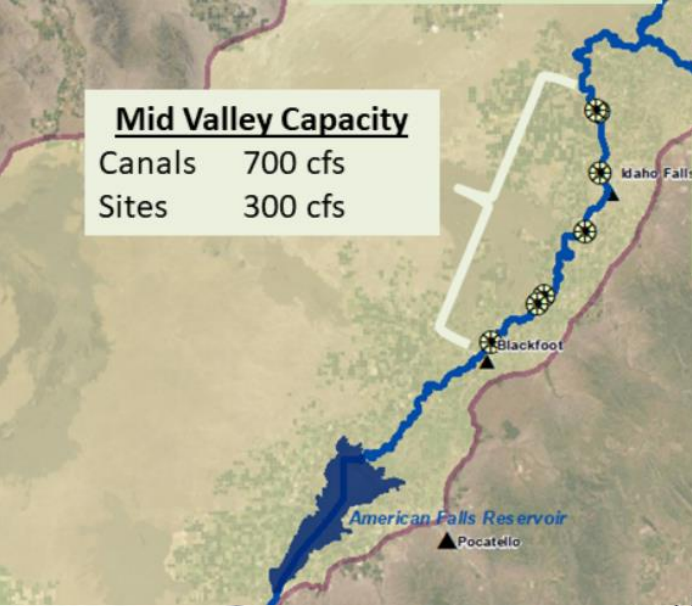 Mid Valley Capacity
Canals 700 cfs
Sites 300 cfs
Idaho Falls
Blackfoot
American Falls Reservoir
Pocatello